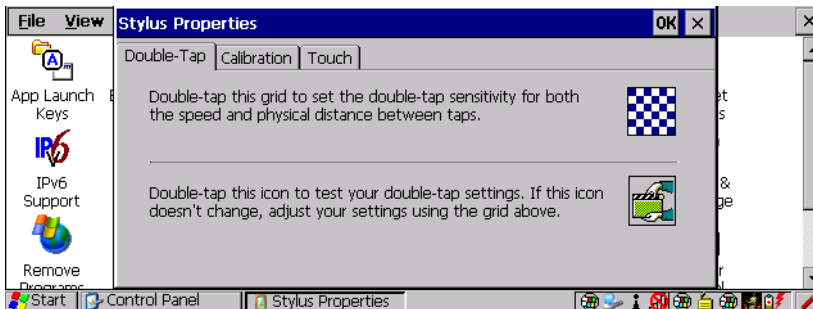 File View
Stylus Properties OK
Double-Tap Calibration Touch
App Launch
Keys
Double-tap this grid to set the double-tap sensitivity for both
the speed and physical distance between taps.
IPv6
IPv6
Support
Double-tap this icon to test your double-tap settings. If this icon
doesn't change, adjust your settings using the grid above.
&
Remove
Programs
Start Control Panel Stylus Properties